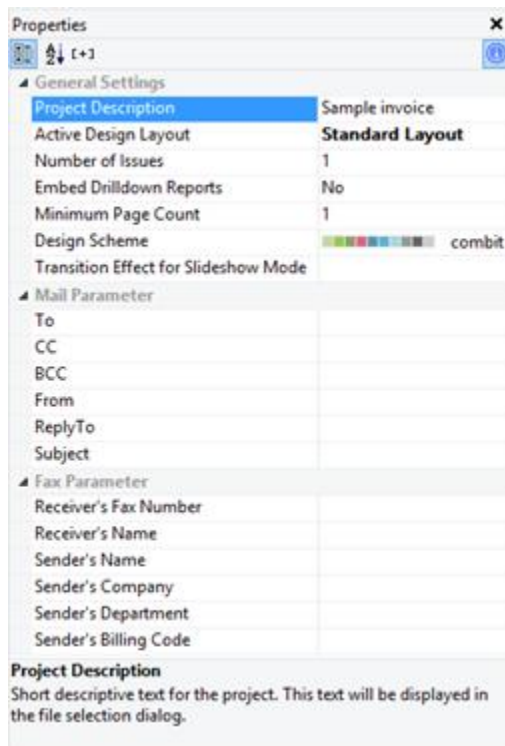 Properties
[+]
General Settings
Project Description Sample invoice
Active Design Layout Standard Layout
Number of Issues 1
Embed Drilldown Reports No
Minimum Page Count 1
Design Scheme combit
Transition Effect for Slideshow Mode
Mail Parameter
To
CC
BCC
From
ReplyTo
Subject
Fax Parameter
Receiver's Fax Number
Receiver's Name
Sender's Name
Sender's Company
Sender's Department
Sender's Billing Code
Project Description
Short descriptive text for the project. This text will be displayed in
the file selection dialog.